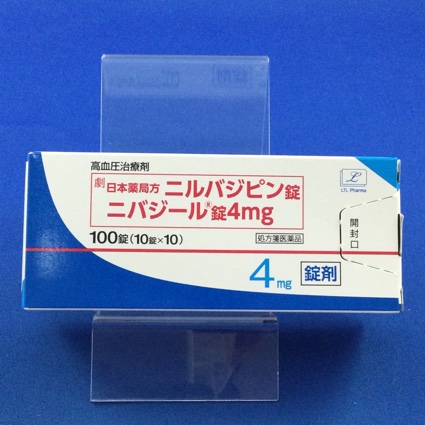 高血圧治療剤
劇 日本薬局方 ニルバジピン錠
ニバジール®錠4mg
100錠(10錠×10)
処方箋医薬品
4mg 錠剤
L
LTL Pharma
開封口